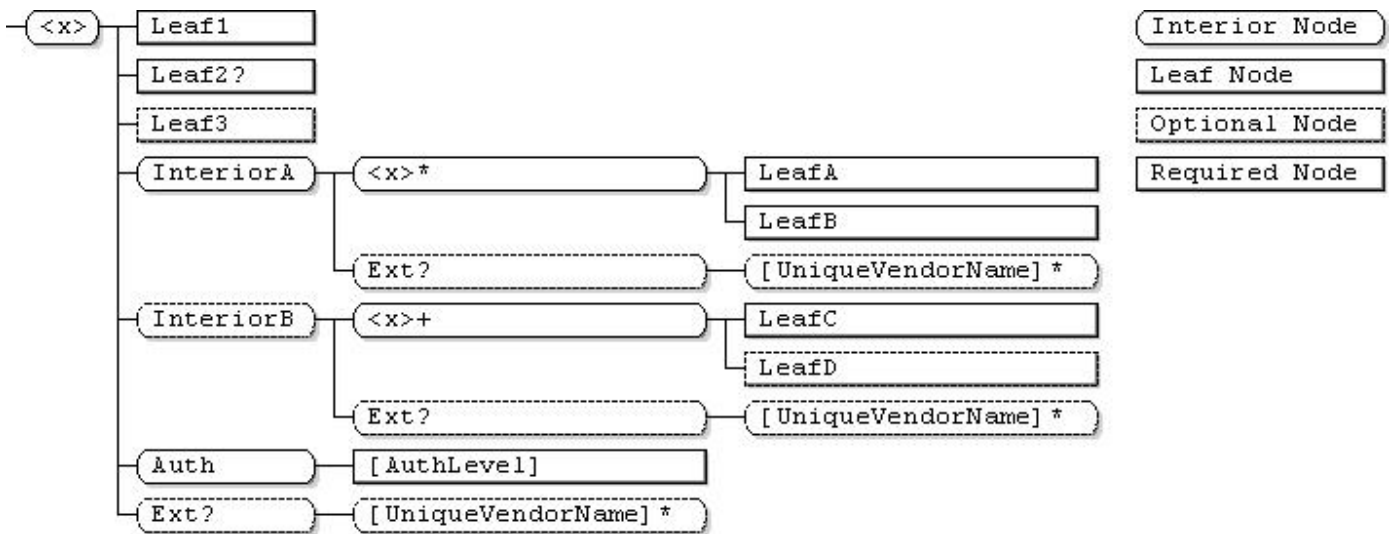 <x>
Leaf1
Leaf2?
Leaf3
InteriorA
<x>*
LeafA
LeafB
Ext?
[UniqueVendorName]*
InteriorB
<x>+
LeafC
LeafD
Ext?
[UniqueVendorName]*
Auth
[AuthLevel]
Ext?
[UniqueVendorName]*
Interior Node
Leaf Node
Optional Node
Required Node